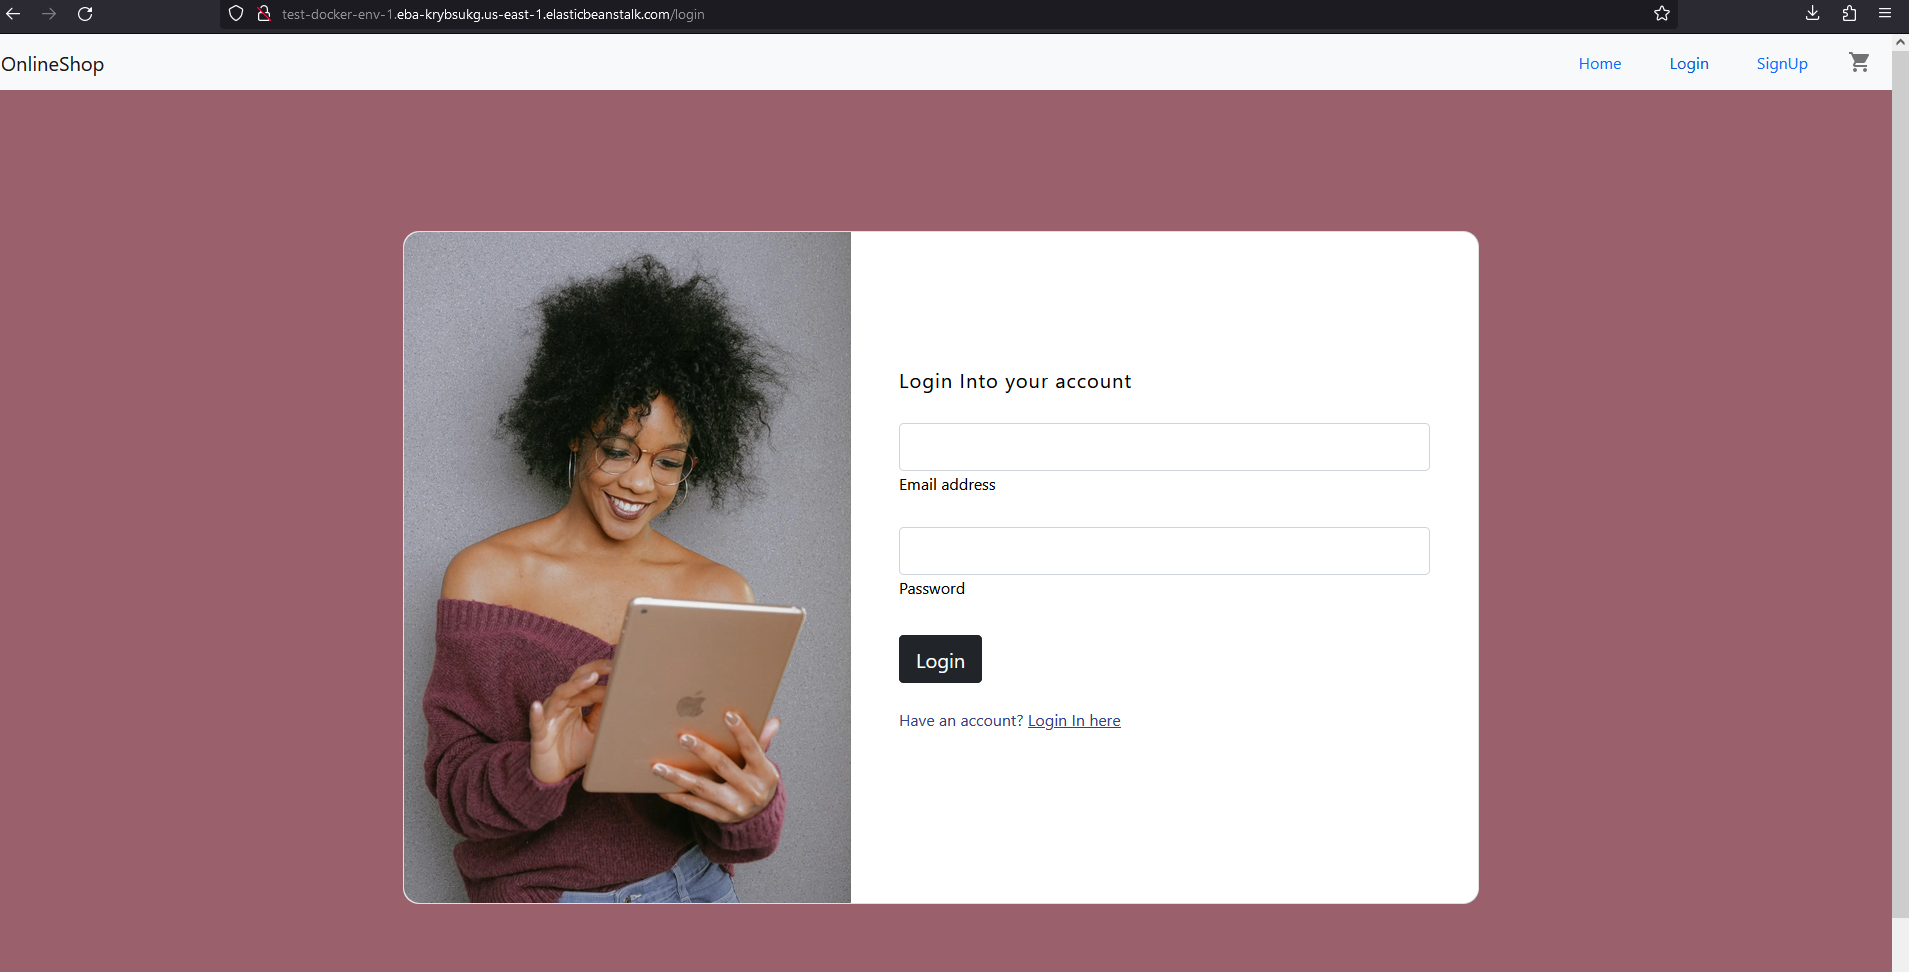 test-docker-env-1.eba-krybsukg.us-east-1.elasticbeanstalk.com/login
OnlineShop
Home
Login
SignUp
Login Into your account
Email address
Password
Login
Have an account? Login In here